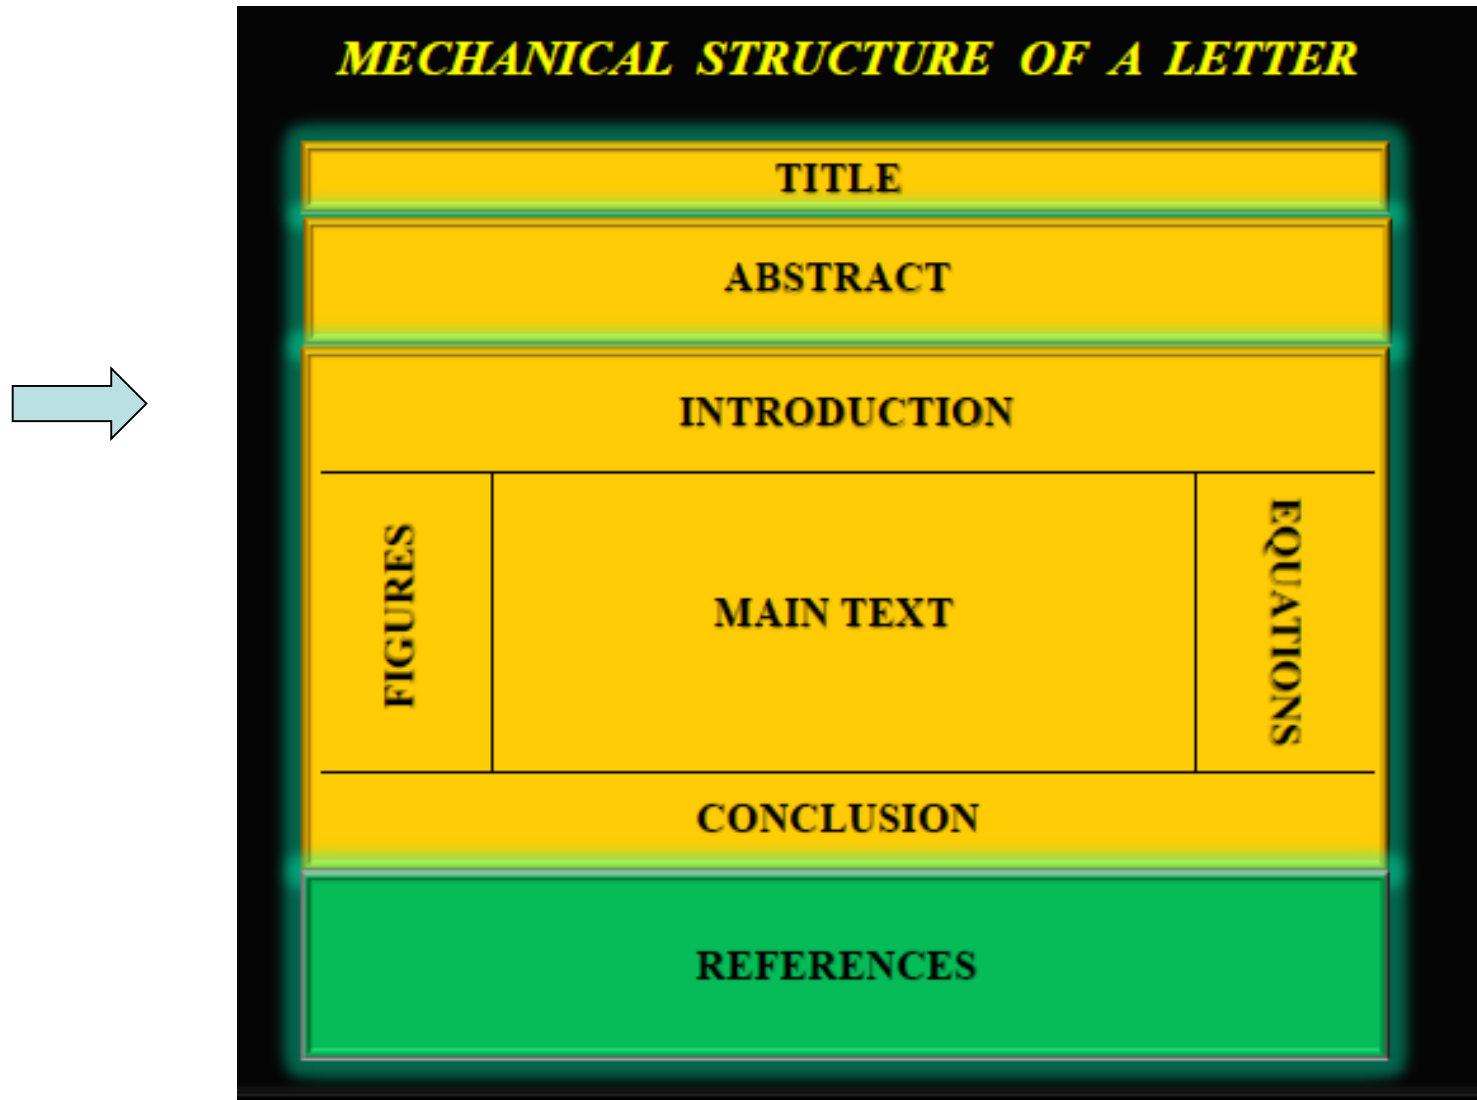 MECHANICAL STRUCTURE OF A LETTER
TITLE
ABSTRACT
INTRODUCTION
FIGURES
MAIN TEXT
EQUATIONS
CONCLUSION
REFERENCES